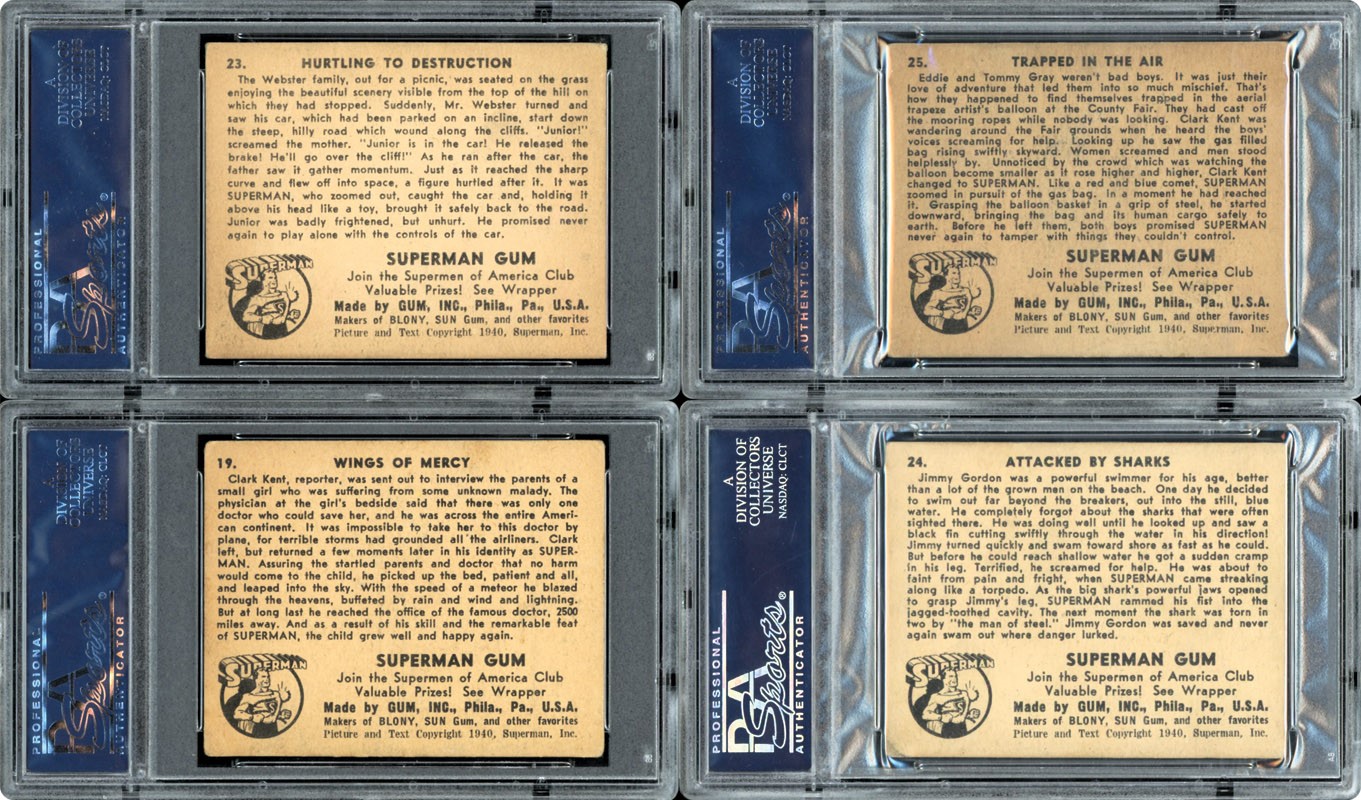 A
DIVISION OF
COLLECTORS
UNIVERSE
NASDAQ: CLCT
PROFESSIONAL
PSA
Sports®
AUTHENTICATOR
23. HURTLING TO DESTRUCTION
The Webster family, out for a picnic, was seated on the grass
enjoying the beautiful scenery visible from the top of the hill on
which they had stopped. Suddenly, Mr. Webster turned and
saw his car, which had been parked on an incline, start down
the steep, hilly road which wound along the cliffs. "Junior!"
screamed the mother. "Junior is in the car! He released the
brake! He'll go over the cliff!" As he ran after the car, the
father saw it gather momentum. Just as it reached the sharp
curve and flew off into space, a figure hurtled after it. It was
SUPERMAN, who zoomed out, caught the car and, holding it
above his head like a toy, brought it safely back to the road.
Junior was badly frightened, but unhurt. He promised never
again to play alone with the controls of the car.
SUPERMAN
SUPERMAN GUM
Join the Supermen of America Club
Valuable Prizes! See Wrapper
Made by GUM, INC., Phila., Pa., U.S.A.
Makers of BLONY, SUN Gum, and other favorites
Picture and Text Copyright 1940, Superman, Inc.
A
DIVISION OF
COLLECTORS
UNIVERSE
NASDAQ: CLCT
PROFESSIONAL
PSA
Sports®
AUTHENTICATOR
25. TRAPPED IN THE AIR
Eddie and Tommy Gray weren't bad boys. It was just their
love of adventure that led them into so much mischief. That's
how they happened to find themselves trapped in the aerial
trapeze artist's balloon at the County Fair. They had cast off
the mooring ropes while nobody was looking. Clark Kent was
wandering around the Fair grounds when he heard the boys'
voices screaming for help. Looking up he saw the gas filled
bag rising swiftly skyward. Women screamed and men stood
helplessly by. Unnoticed by the crowd which was watching the
balloon become smaller as it rose higher and higher, Clark Kent
changed to SUPERMAN. Like a red and blue comet, SUPERMAN
zoomed in pursuit of the gas bag. In a moment he had reached
it. Grasping the balloon basket in a grip of steel, he started
downward, bringing the bag and its human cargo safely to
earth. Before he left them, both boys promised SUPERMAN
never again to tamper with things they couldn't control.
SUPERMAN
SUPERMAN GUM
Join the Supermen of America Club
Valuable Prizes! See Wrapper
Made by GUM, INC., Phila., Pa., U.S.A.
Makers of BLONY, SUN Gum, and other favorites
Picture and Text Copyright 1940, Superman, Inc.
A
DIVISION OF
COLLECTORS
UNIVERSE
NASDAQ: CLCT
PROFESSIONAL
PSA
Sports®
AUTHENTICATOR
19. WINGS OF MERCY
Clark Kent, reporter, was sent out to interview the parents of a
small girl who was suffering from some unknown malady. The
physician at the girl's bedside said that there was only one
doctor who could save her, and he was across the entire Ameri-
can continent. It was impossible to take her to this doctor by
plane, for terrible storms had grounded all the airliners. Clark
left, but returned a few moments later in his identity as SUPER-
MAN. Assuring the startled parents and doctor that no harm
would come to the child, he picked up the bed, patient and all,
and leaped into the sky. With the speed of a meteor he blazed
through the heavens, buffeted by rain and wind and lightning.
But at long last he reached the office of the famous doctor, 2500
miles away. And as a result of his skill and the remarkable feat
of SUPERMAN, the child grew well and happy again.
SUPERMAN
SUPERMAN GUM
Join the Supermen of America Club
Valuable Prizes! See Wrapper
Made by GUM, INC., Phila., Pa., U.S.A.
Makers of BLONY, SUN Gum, and other favorites
Picture and Text Copyright 1940, Superman, Inc.
A
DIVISION OF
COLLECTORS
UNIVERSE
NASDAQ: CLCT
PROFESSIONAL
PSA
Sports®
AUTHENTICATOR
24. ATTACKED BY SHARKS
Jimmy Gordon was a powerful swimmer for his age, better
than a lot of the grown men on the beach. One day he decided
to swim out far beyond the breakers, out into the still, blue
water. He completely forgot about the sharks that were often
sighted there. He was doing well until he looked up and saw a
black fin cutting swiftly through the water in his direction!
Jimmy turned quickly and swam toward shore as fast as he could.
But before he could reach shallow water he got a sudden cramp
in his leg. Terrified, he screamed for help. He was about to
faint from pain and fright, when SUPERMAN came streaking
along like a torpedo. As the big shark's powerful jaws opened
to grasp Jimmy's leg, SUPERMAN rammed his fist into the
jagged-toothed cavity. The next moment the shark was torn in
two by "the man of steel." Jimmy Gordon was saved and never
again swam out where danger lurked.
SUPERMAN
SUPERMAN GUM
Join the Supermen of America Club
Valuable Prizes! See Wrapper
Made by GUM, INC., Phila., Pa., U.S.A.
Makers of BLONY, SUN Gum, and other favorites
Picture and Text Copyright 1940, Superman, Inc.